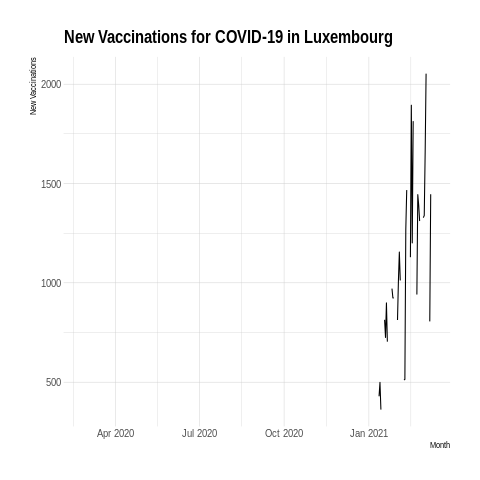 New Vaccinations for COVID-19 in Luxembourg
New Vaccinations
2000
1500
1000
500
Apr 2020
Jul 2020
Oct 2020
Jan 2021
Month